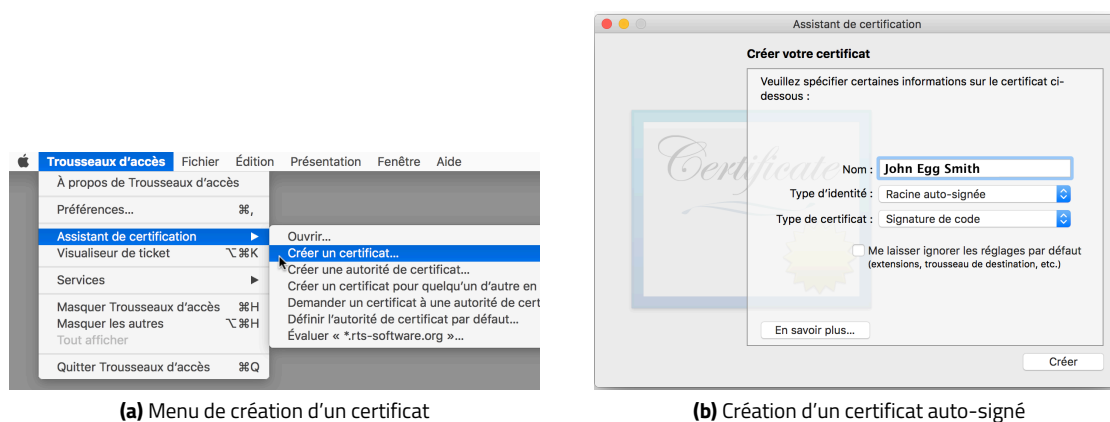 Trousseaux d'accès Fichier Édition Présentation Fenêtre Aide
À propos de Trousseaux d'accès
Préférences... ⌘,
Assistant de certification ▶
Visualiseur de ticket ⌥⌘K
Services ▶
Masquer Trousseaux d'accès ⌘H
Masquer les autres ⌥⌘H
Tout afficher
Quitter Trousseaux d'accès ⌘Q
Ouvrir...
Créer un certificat...
Créer une autorité de certificat...
Créer un certificat pour quelqu'un d'autre en
Demander un certificat à une autorité de cert
Définir l'autorité de certificat par défaut...
Évaluer « *.rts-software.org »...
(a) Menu de création d'un certificat
Assistant de certification
Créer votre certificat
Veuillez spécifier certaines informations sur le certificat ci-
dessous :
Certificate
Nom : John Egg Smith
Type d'identité : Racine auto-signée
Type de certificat : Signature de code
Me laisser ignorer les réglages par défaut
(extensions, trousseau de destination, etc.)
En savoir plus...
Créer
(b) Création d'un certificat auto-signé